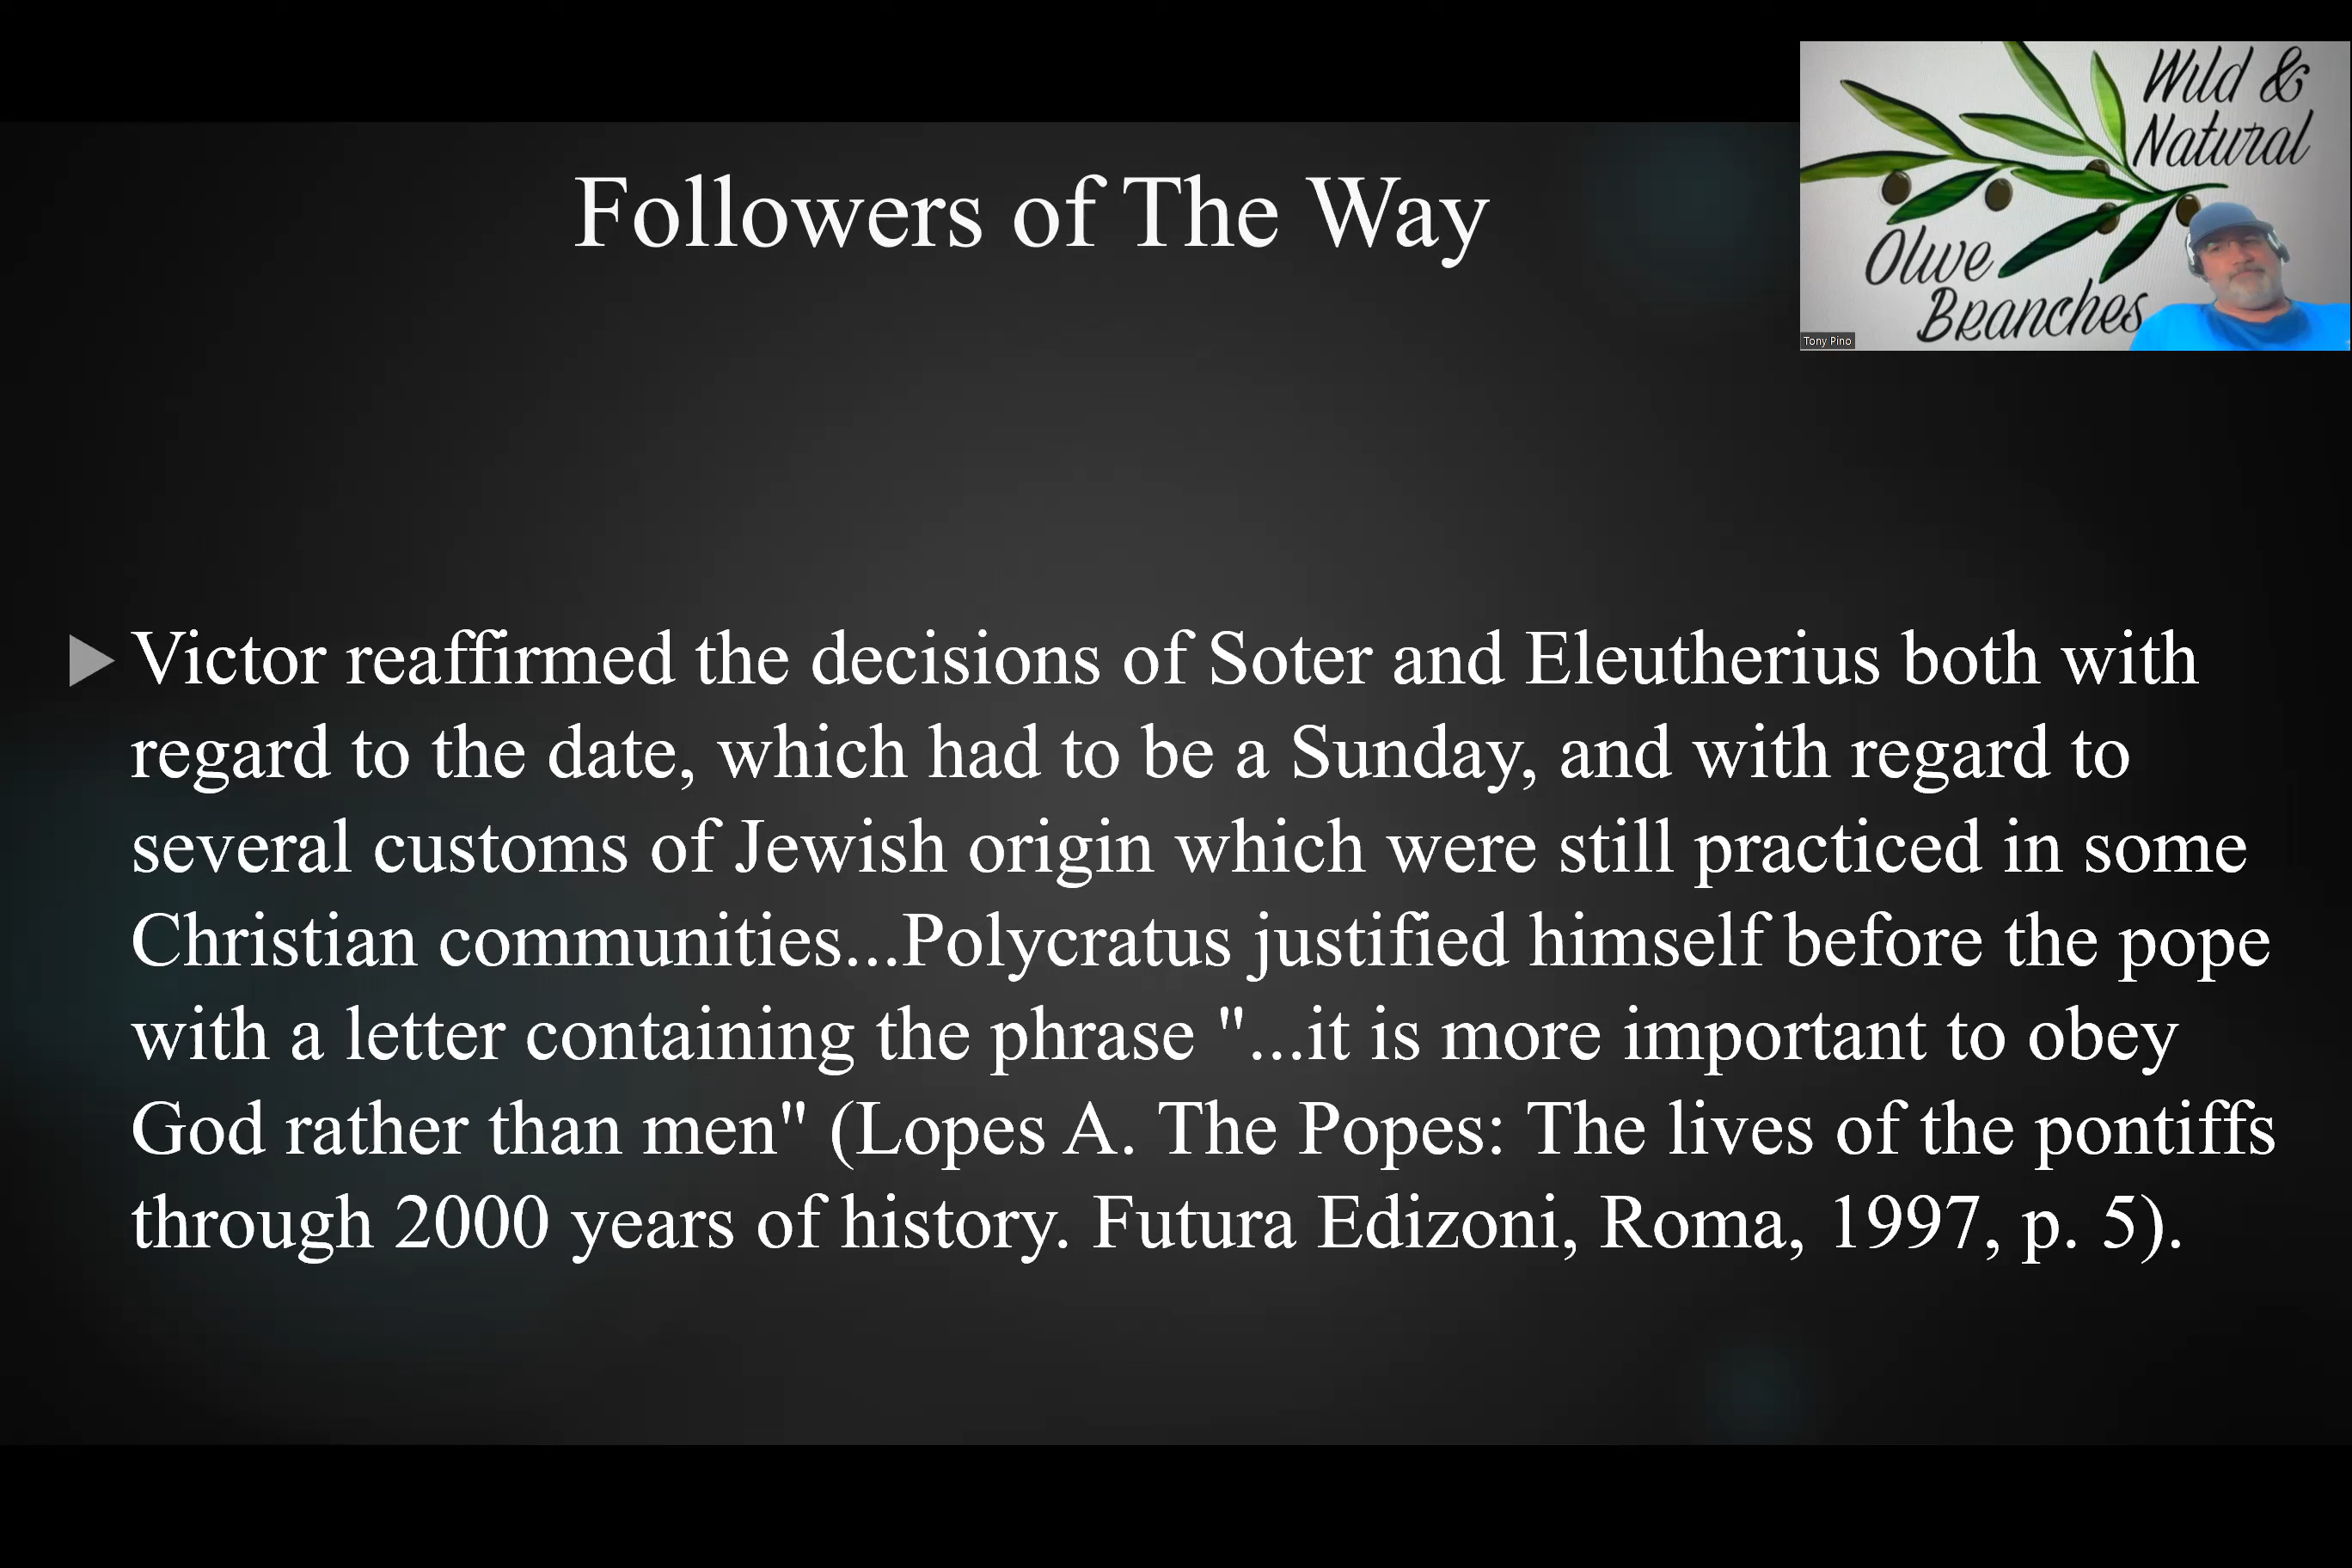 Followers of The Way
Wild &
Natural
Olive
Branches
Tony Pino
Victor reaffirmed the decisions of Soter and Eleutherius both with
regard to the date, which had to be a Sunday, and with regard to
several customs of Jewish origin which were still practiced in some
Christian communities...Polycratus justified himself before the pope
with a letter containing the phrase "...it is more important to obey
God rather than men" (Lopes A. The Popes: The lives of the pontiffs
through 2000 years of history. Futura Edizoni, Roma, 1997, p. 5).